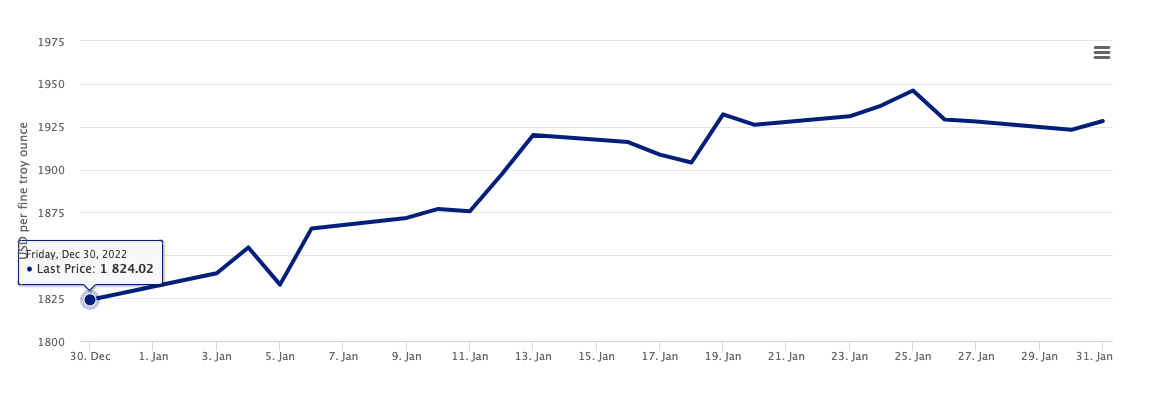 1975
1950
1925
1900
1875
1825
1800
USD per fine troy ounce
Friday, Dec 30, 2022
● Last Price: 1 824.02
30. Dec 1. Jan 3. Jan 5. Jan 7. Jan 9. Jan 11. Jan 13. Jan 15. Jan 17. Jan 19. Jan 21. Jan 23. Jan 25. Jan 27. Jan 29. Jan 31. Jan